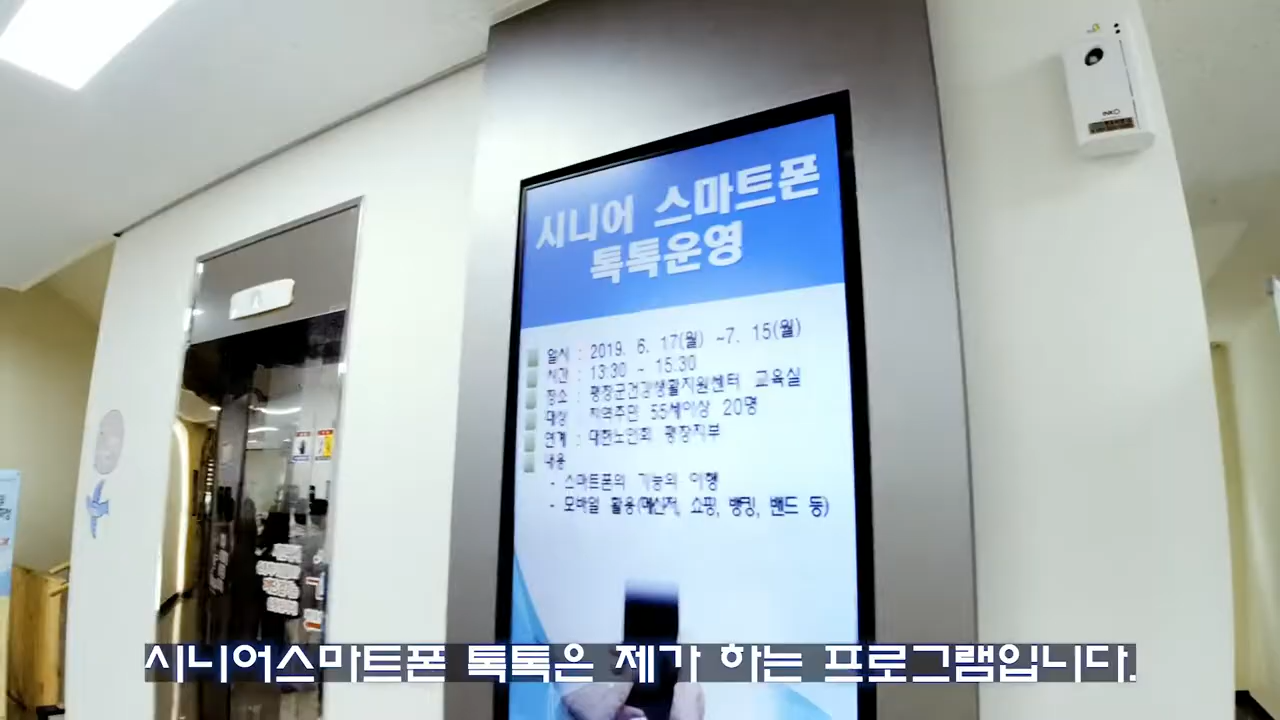 시니어 스마트폰
톡톡운영
일시 : 2019. 6. 17(월) ~7. 15(월)
시간 : 13:30 ~ 15:30
장소 : 평창군건강생활지원센터 교육실
대상 : 지역주민 55세이상 20명
연계 : 대한노인회 평창지부
내용
- 스마트폰의 기능의 이행
- 모바일 활용(메신저, 쇼핑, 뱅킹, 밴드 등)
시니어스마트폰 톡톡은 제가 하는 프로그램입니다.